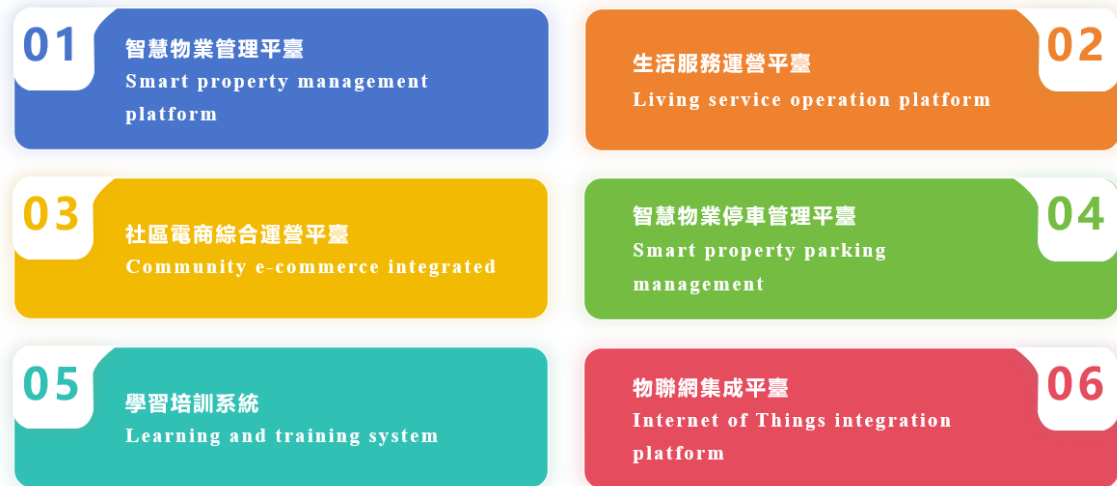 01
智慧物業管理平臺
Smart property management
platform
02
生活服務運營平臺
Living service operation platform
03
社區電商綜合運營平臺
Community e-commerce integrated
04
智慧物業停車管理平臺
Smart property parking
management
05
學習培訓系統
Learning and training system
06
物聯網集成平臺
Internet of Things integration
platform